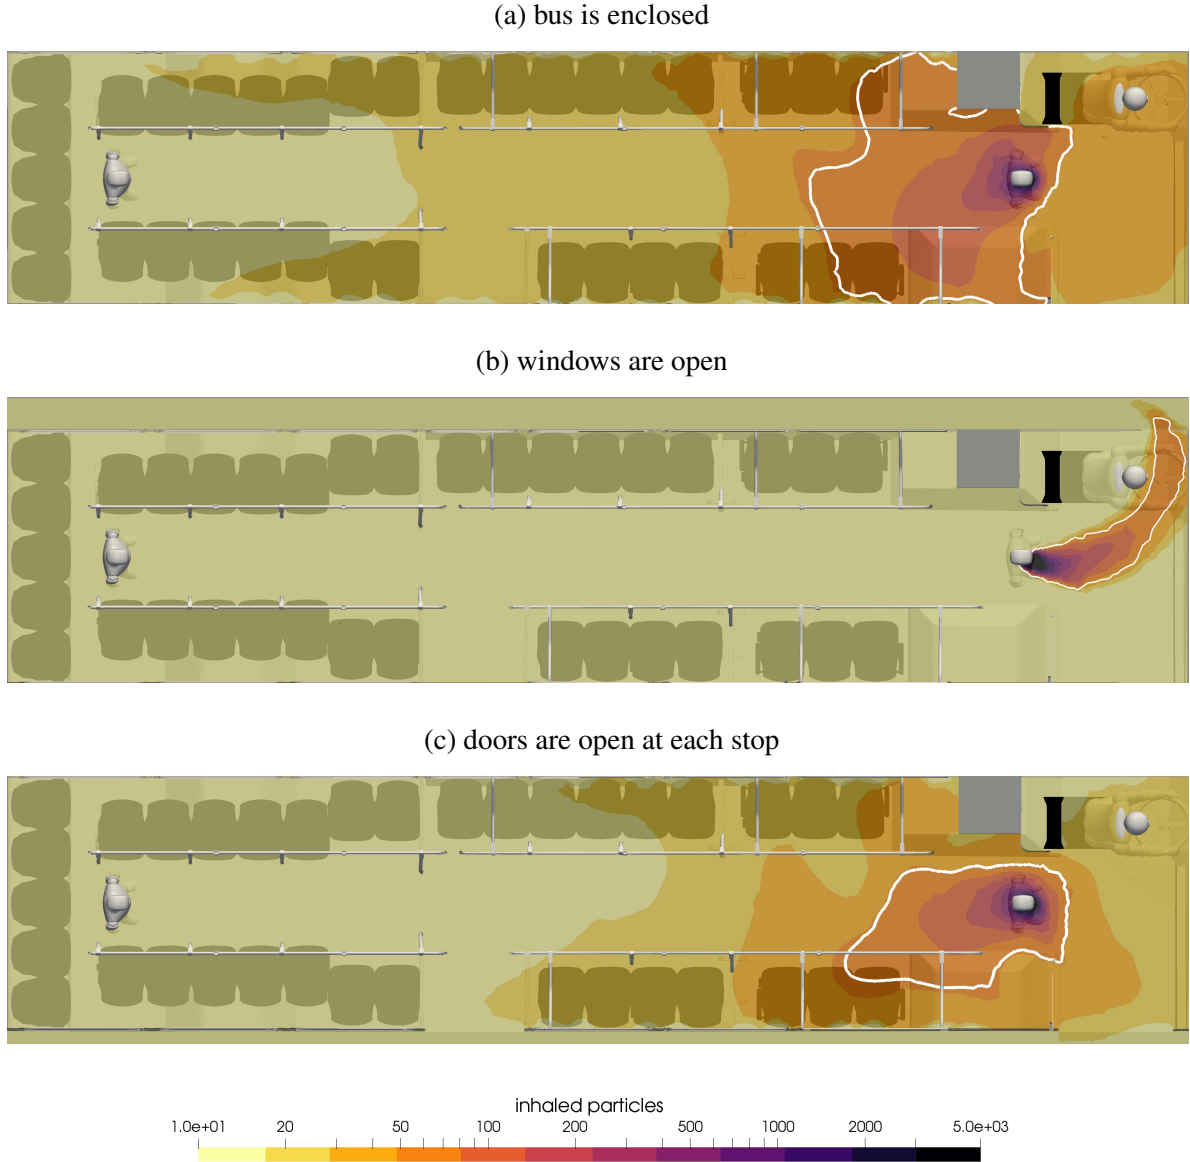 (a) bus is enclosed
(b) windows are open
(c) doors are open at each stop
inhaled particles
1.0e+01 20 50 100 200 500 1000 2000 5.0e+03